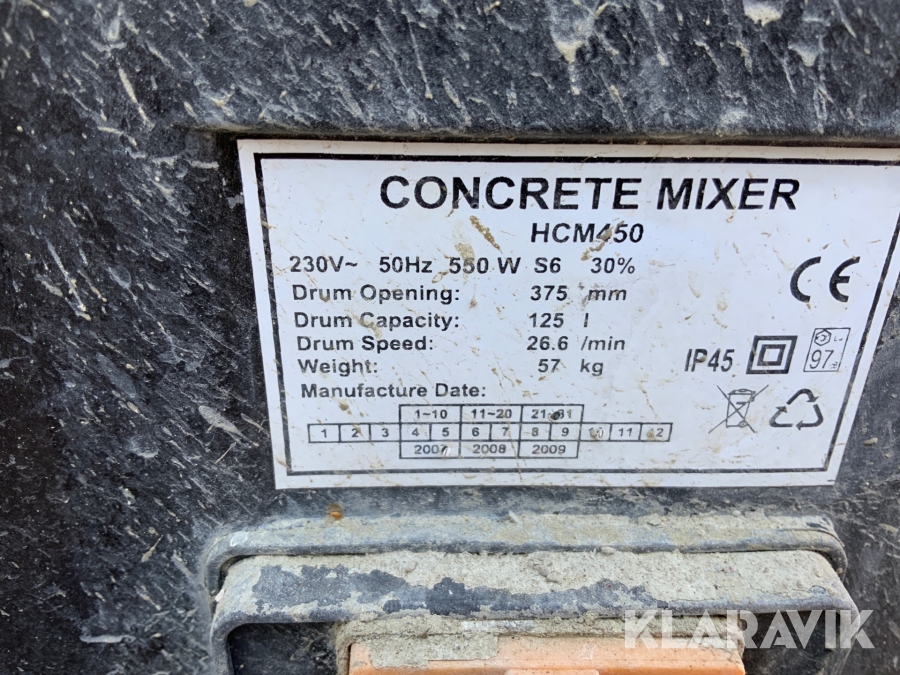 CONCRETE MIXER
HCM450
230V~ 50Hz 550 W S6 30%
Drum Opening: 375 mm
Drum Capacity: 125 l
Drum Speed: 26.6 /min
Weight: 57 kg
IP45
97
Manufacture Date:
1~10 11~20 21~31
1 2 3 4 5 6 7 8 9 10 11 12
2007 2008 2009
CE
KLARAVIK